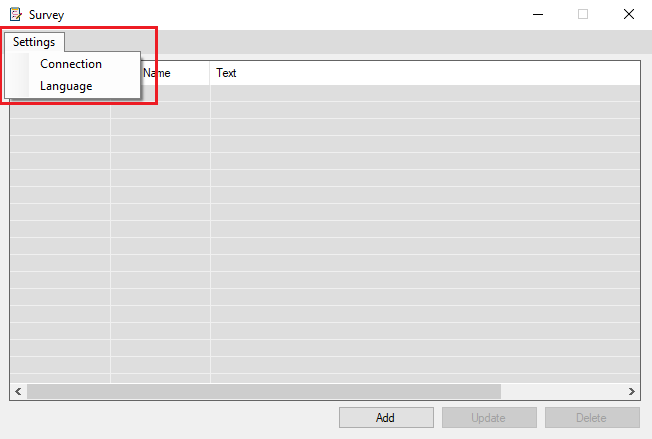 Survey
Settings
Connection
Language
Name
Text
Add
Update
Delete